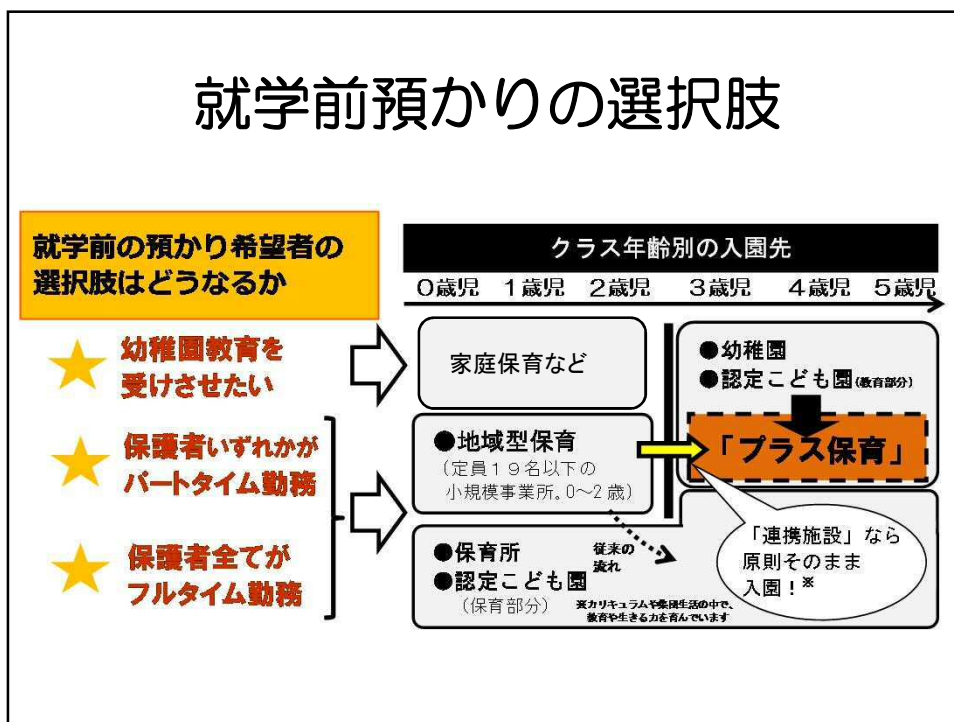 就学前預かりの選択肢
就学前の預かり希望者の
選択肢はどうなるか
クラス年齢別の入園先
0歳児 1歳児 2歳児 3歳児 4歳児 5歳児
幼稚園教育を
受けさせたい
家庭保育など
●幼稚園
●認定こども園(教育部分)
「プラス保育」
保護者いずれかが
パートタイム勤務
●地域型保育
(定員19名以下の
小規模事業所。0~2歳)
保護者全てが
フルタイム勤務
●保育所
●認定こども園
(保育部分)
従来の
流れ
※カリキュラムや集団生活の中で、
教育や生きる力を育んでいます
「連携施設」なら
原則そのまま
入園!※